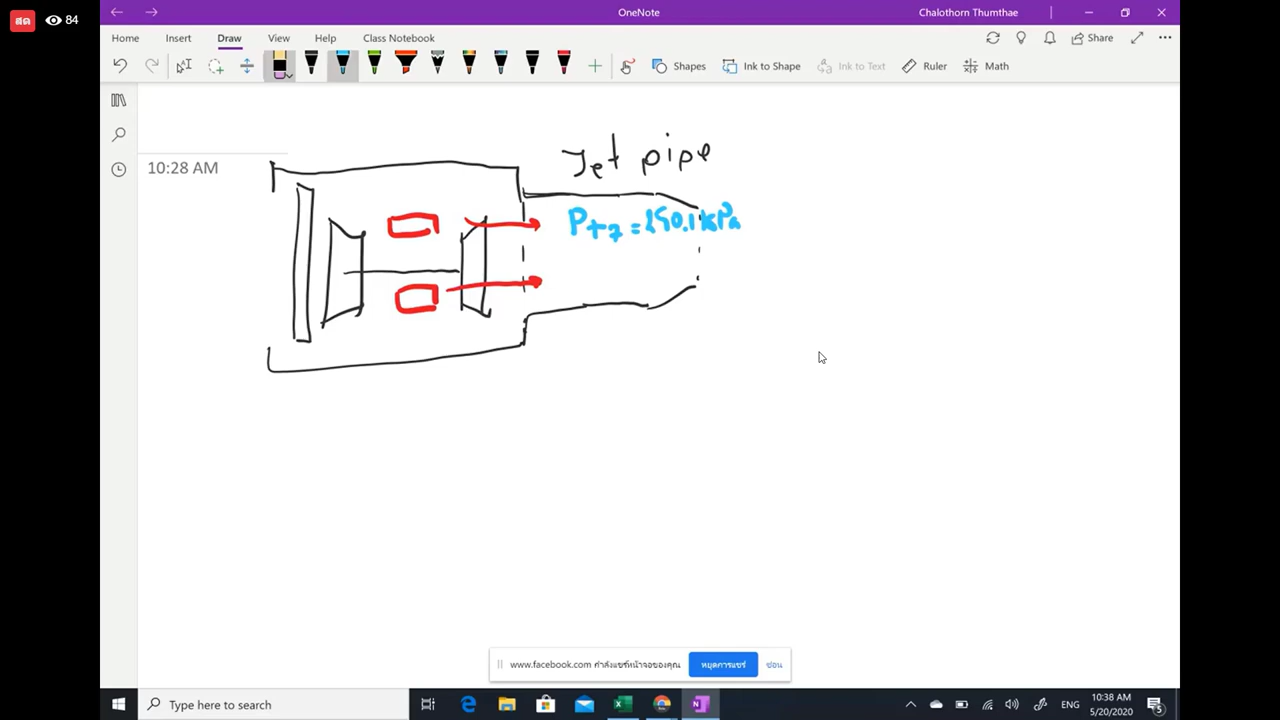 สด 84
OneNote
Chalothorn Thumthae
Home Insert Draw View Help Class Notebook
Share
Shapes Ink to Shape Ink to Text Ruler Math
10:28 AM
Jet pipe
Pt7 = 250.1 kPa
www.facebook.com กำลังแชร์หน้าจอของคุณ หยุดการแชร์ ซ่อน
Type here to search
ENG
10:38 AM
5/20/2020
5